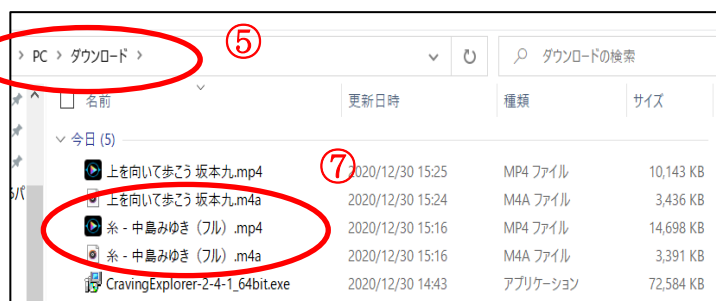 > PC > ダウンロード >
⑤
ダウンロードの検索
名前 更新日時 種類 サイズ
今日 (5)
⑦
上を向いて歩こう 坂本九.mp4 2020/12/30 15:25 MP4 ファイル 10,143 KB
上を向いて歩こう 坂本九.m4a 2020/12/30 15:24 M4A ファイル 3,436 KB
糸 - 中島みゆき（フル）.mp4 2020/12/30 15:16 MP4 ファイル 14,698 KB
糸 - 中島みゆき（フル）.m4a 2020/12/30 15:16 M4A ファイル 3,391 KB
CravingExplorer-2-4-1_64bit.exe 2020/12/30 14:43 アプリケーション 72,584 KB